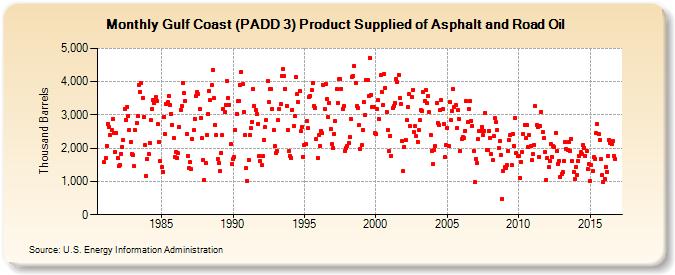 Monthly Gulf Coast (PADD 3) Product Supplied of Asphalt and Road Oil
Thousand Barrels
5,000
4,000
3,000
2,000
1,000
0
1985 1990 1995 2000 2005 2010 2015
Source: U.S. Energy Information Administration